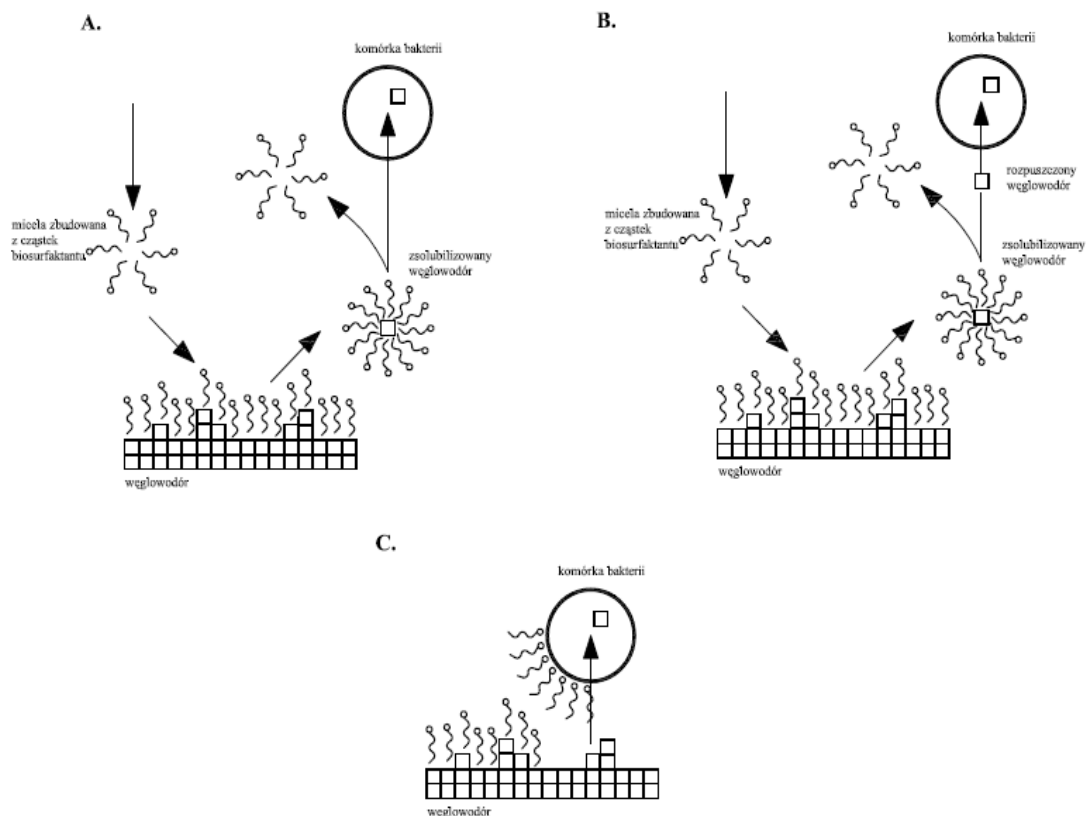 A.
komórka bakterii
micela zbudowana
z cząstek
biosurfaktantu
zsolubilizowany
węglowodór
węglowodór
B.
komórka bakterii
rozpuszczony
węglowodór
micela zbudowana
z cząstek
biosurfaktantu
zsolubilizowany
węglowodór
węglowodór
C.
komórka bakterii
węglowodór